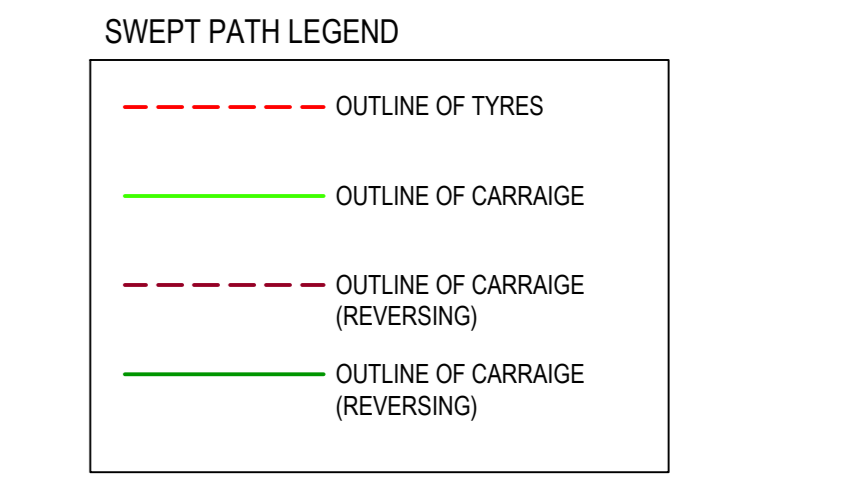 SWEPT PATH LEGEND
OUTLINE OF TYRES
OUTLINE OF CARRAIGE
OUTLINE OF CARRAIGE
(REVERSING)
OUTLINE OF CARRAIGE
(REVERSING)